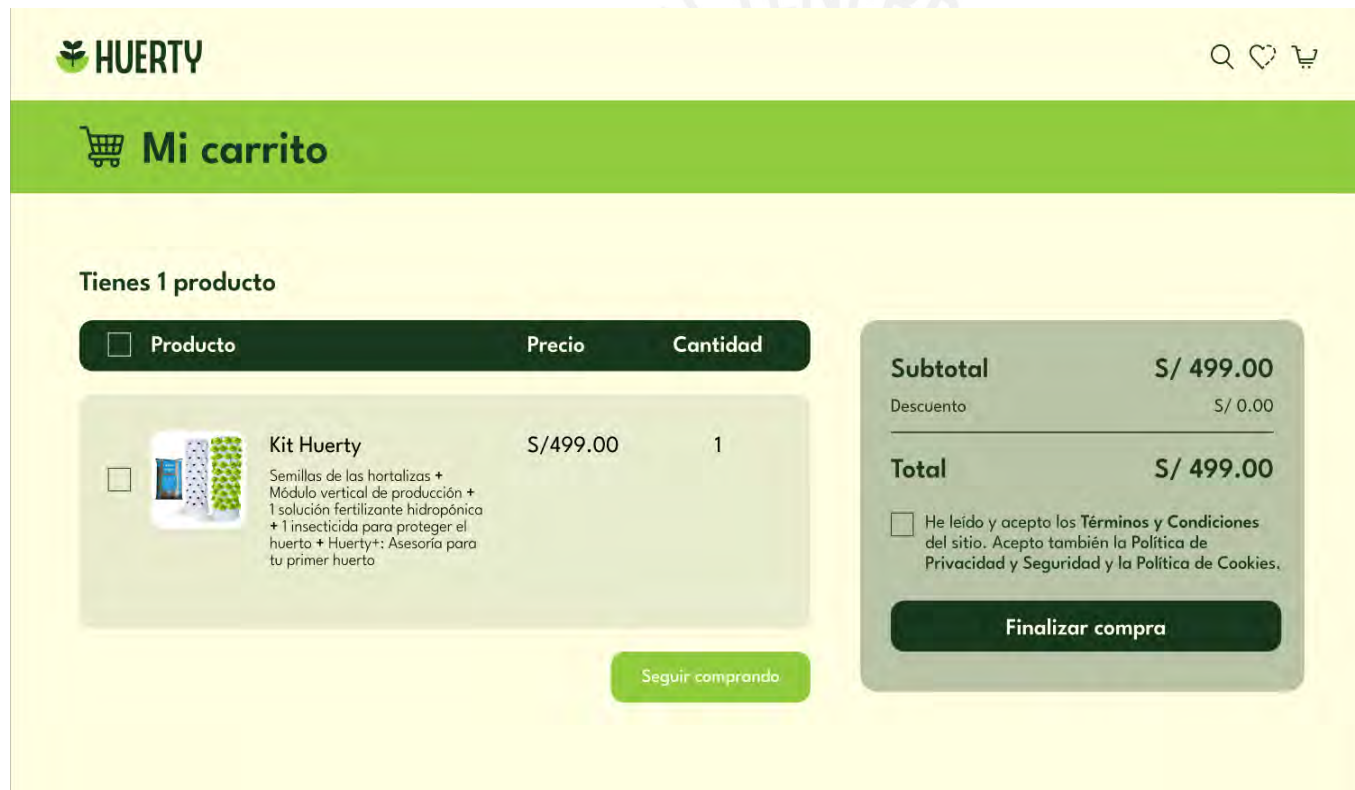 HUERTY
Mi carrito
Tienes 1 producto
Producto Precio Cantidad
Kit Huerty S/499.00 1
Semillas de las hortalizas +
Módulo vertical de producción +
1 solución fertilizante hidropónica
+ 1 insecticida para proteger el
huerto + Huerty+: Asesoría para
tu primer huerto
Seguir comprando
Subtotal S/ 499.00
Descuento S/ 0.00
Total S/ 499.00
He leído y acepto los Términos y Condiciones
del sitio. Acepto también la Política de
Privacidad y Seguridad y la Política de Cookies.
Finalizar compra